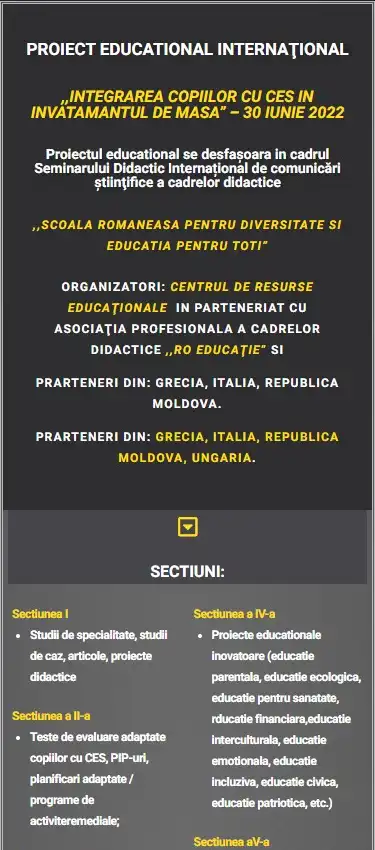 PROIECT EDUCATIONAL INTERNAŢIONAL
,,INTEGRAREA COPIILOR CU CES IN
INVATAMANTUL DE MASA” – 30 IUNIE 2022
Proiectul educational se desfașoara in cadrul
Seminarului Didactic Internațional de comunicări
științifice a cadrelor didactice
,,SCOALA ROMANEASA PENTRU DIVERSITATE SI
EDUCATIA PENTRU TOTI”
ORGANIZATORI: CENTRUL DE RESURSE
EDUCAŢIONALE IN PARTENERIAT CU
ASOCIAŢIA PROFESIONALA A CADRELOR
DIDACTICE ,,RO EDUCAȚIE” SI
PRARTENERI DIN: GRECIA, ITALIA, REPUBLICA
MOLDOVA.
PRARTENERI DIN: GRECIA, ITALIA, REPUBLICA
MOLDOVA, UNGARIA.
SECTIUNI:
Sectiunea I
Studii de specialitate, studii
de caz, articole, proiecte
didactice
Sectiunea a II-a
Teste de evaluare adaptate
copiilor cu CES, PIP-uri,
planificari adaptate /
programe de
activiteremediale;
Sectiunea a IV-a
Proiecte educationale
inovatoare (educatie
parentala, educatie ecologica,
educatie pentru sanatate,
rducatie financiara,educatie
interculturala, educatie
emotionala, educatie
incluziva, educatie civica,
educatie patriotica, etc.)
Sectiunea aV-a